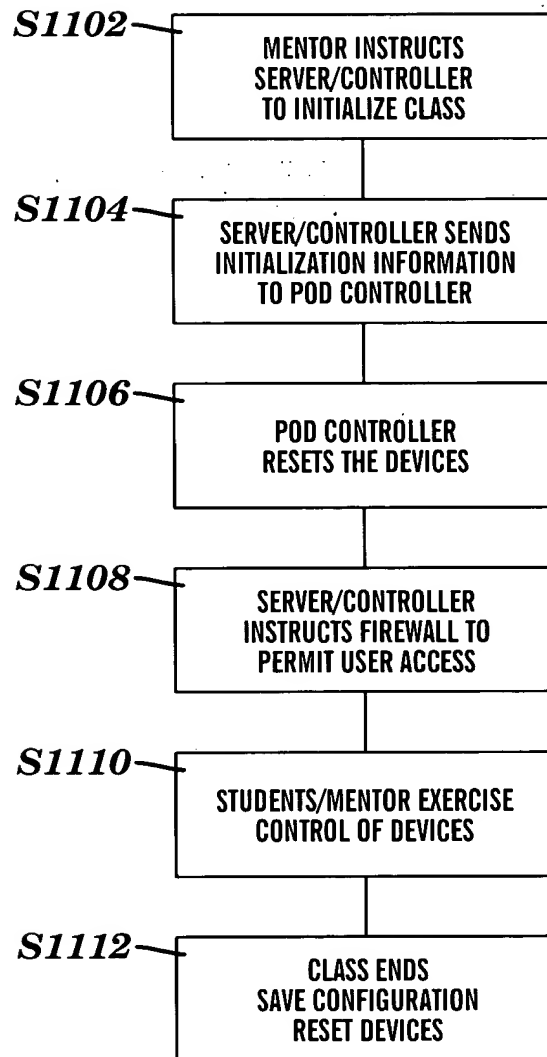 S1102
MENTOR INSTRUCTS
SERVER/CONTROLLER
TO INITIALIZE CLASS
S1104
SERVER/CONTROLLER SENDS
INITIALIZATION INFORMATION
TO POD CONTROLLER
S1106
POD CONTROLLER
RESETS THE DEVICES
S1108
SERVER/CONTROLLER
INSTRUCTS FIREWALL TO
PERMIT USER ACCESS
S1110
STUDENTS/MENTOR EXERCISE
CONTROL OF DEVICES
S1112
CLASS ENDS
SAVE CONFIGURATION
RESET DEVICES